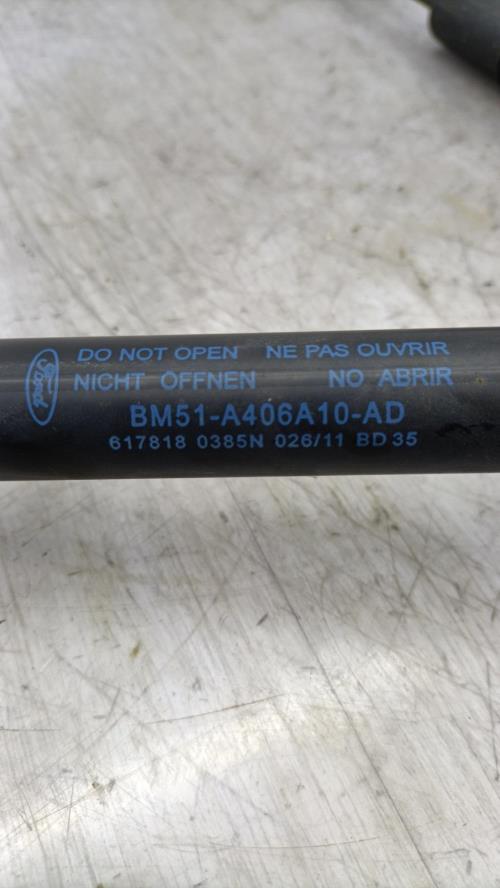 Ford
DO NOT OPEN NE PAS OUVRIR
NICHT ÖFFNEN NO ABRIR
BM51-A406A10-AD
617818 0385N 026/11 BD 35